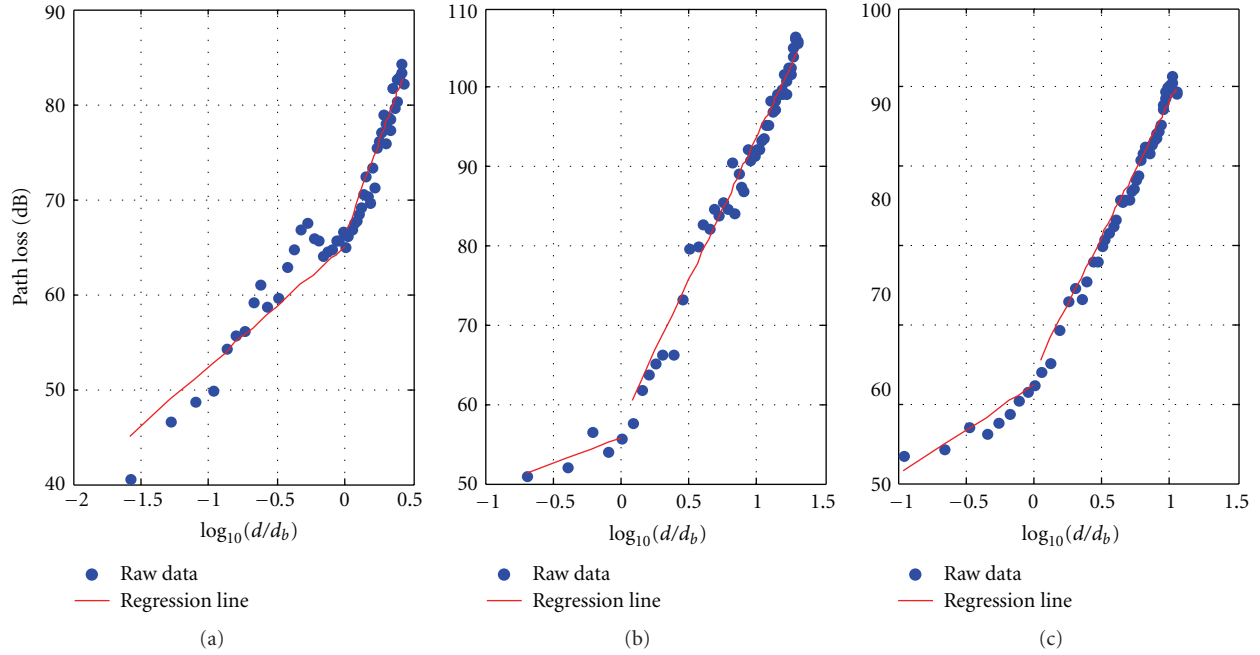 90
80
70
60
50
40
Path loss (dB)
−2
−1.5
−1
−0.5
0
0.5
log10(d/db)
Raw data
Regression line
(a)
110
100
90
80
70
60
50
−1
−0.5
0
0.5
1
1.5
log10(d/db)
Raw data
Regression line
(b)
100
90
80
70
60
50
−1
−0.5
0
0.5
1
1.5
log10(d/db)
Raw data
Regression line
(c)